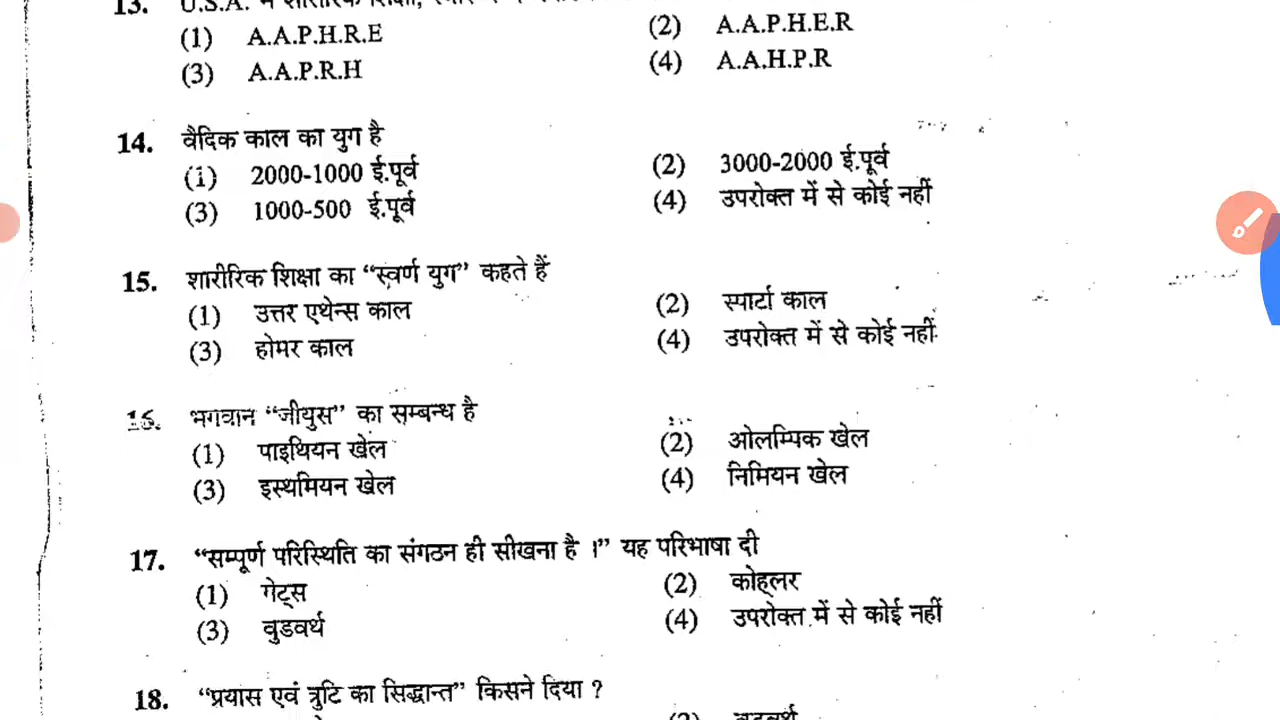 13. U.S.A. में शारीरिक शिक्षा,
(1) A.A.P.H.R.E (2) A.A.P.H.E.R
(3) A.A.P.R.H (4) A.A.H.P.R
14. वैदिक काल का युग है
(1) 2000-1000 ई.पूर्व (2) 3000-2000 ई.पूर्व
(3) 1000-500 ई.पूर्व (4) उपरोक्त में से कोई नहीं
15. शारीरिक शिक्षा का “स्वर्ण युग” कहते हैं
(1) उत्तर एथेन्स काल (2) स्पार्टा काल
(3) होमर काल (4) उपरोक्त में से कोई नहीं
16. भगवान “जीयुस” का सम्बन्ध है
(1) पाइथियन खेल (2) ओलम्पिक खेल
(3) इस्थमियन खेल (4) निमियन खेल
17. “सम्पूर्ण परिस्थिति का संगठन ही सीखना है ।” यह परिभाषा दी
(1) गेट्स (2) कोह्लर
(3) वुडवर्थ (4) उपरोक्त में से कोई नहीं
18. “प्रयास एवं त्रुटि का सिद्धान्त” किसने दिया ?
(2) वुडवर्थ